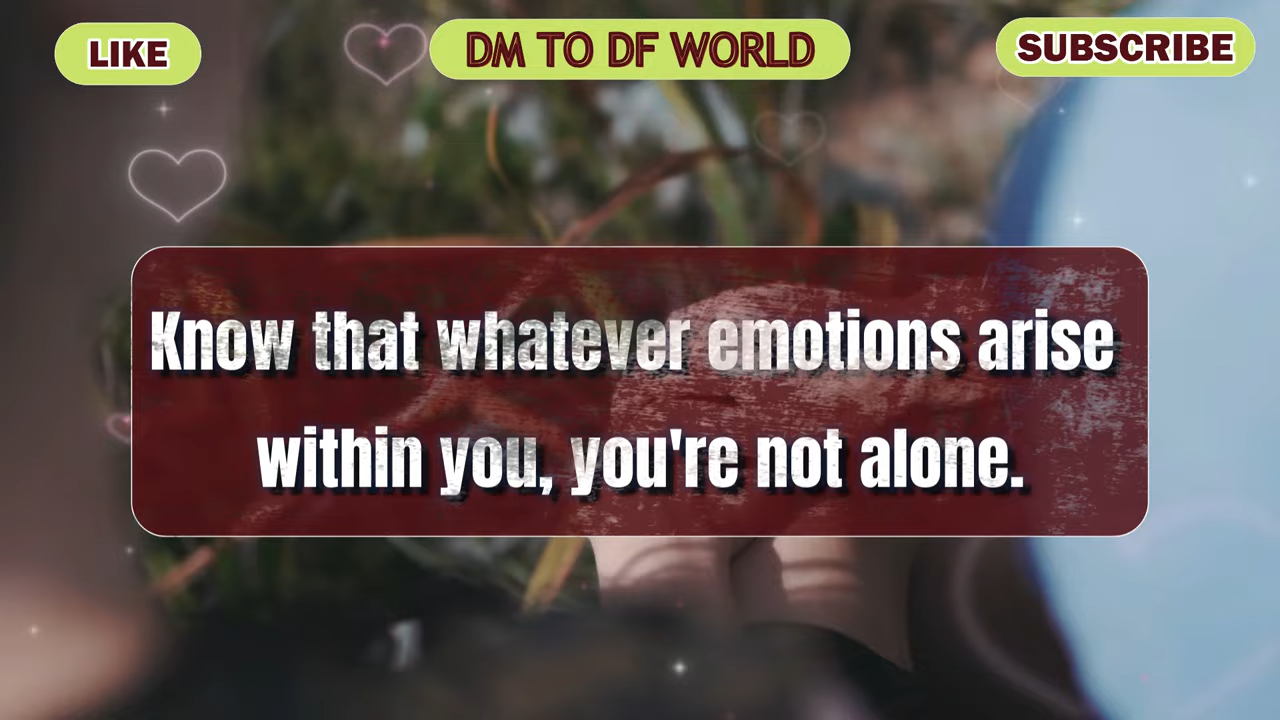 LIKE
DM TO DF WORLD
SUBSCRIBE
Know that whatever emotions arise
within you, you're not alone.